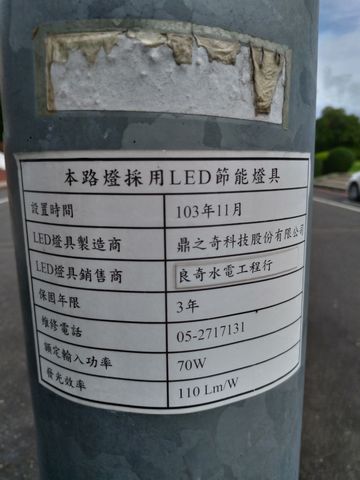 本路燈採用LED節能燈具
設置時間 103年11月
LED燈具製造商 鼎之奇科技股份有限公司
LED燈具銷售商 良奇水電工程行
保固年限 3年
維修電話 05-2717131
額定輸入功率 70W
發光效率 110 Lm/W